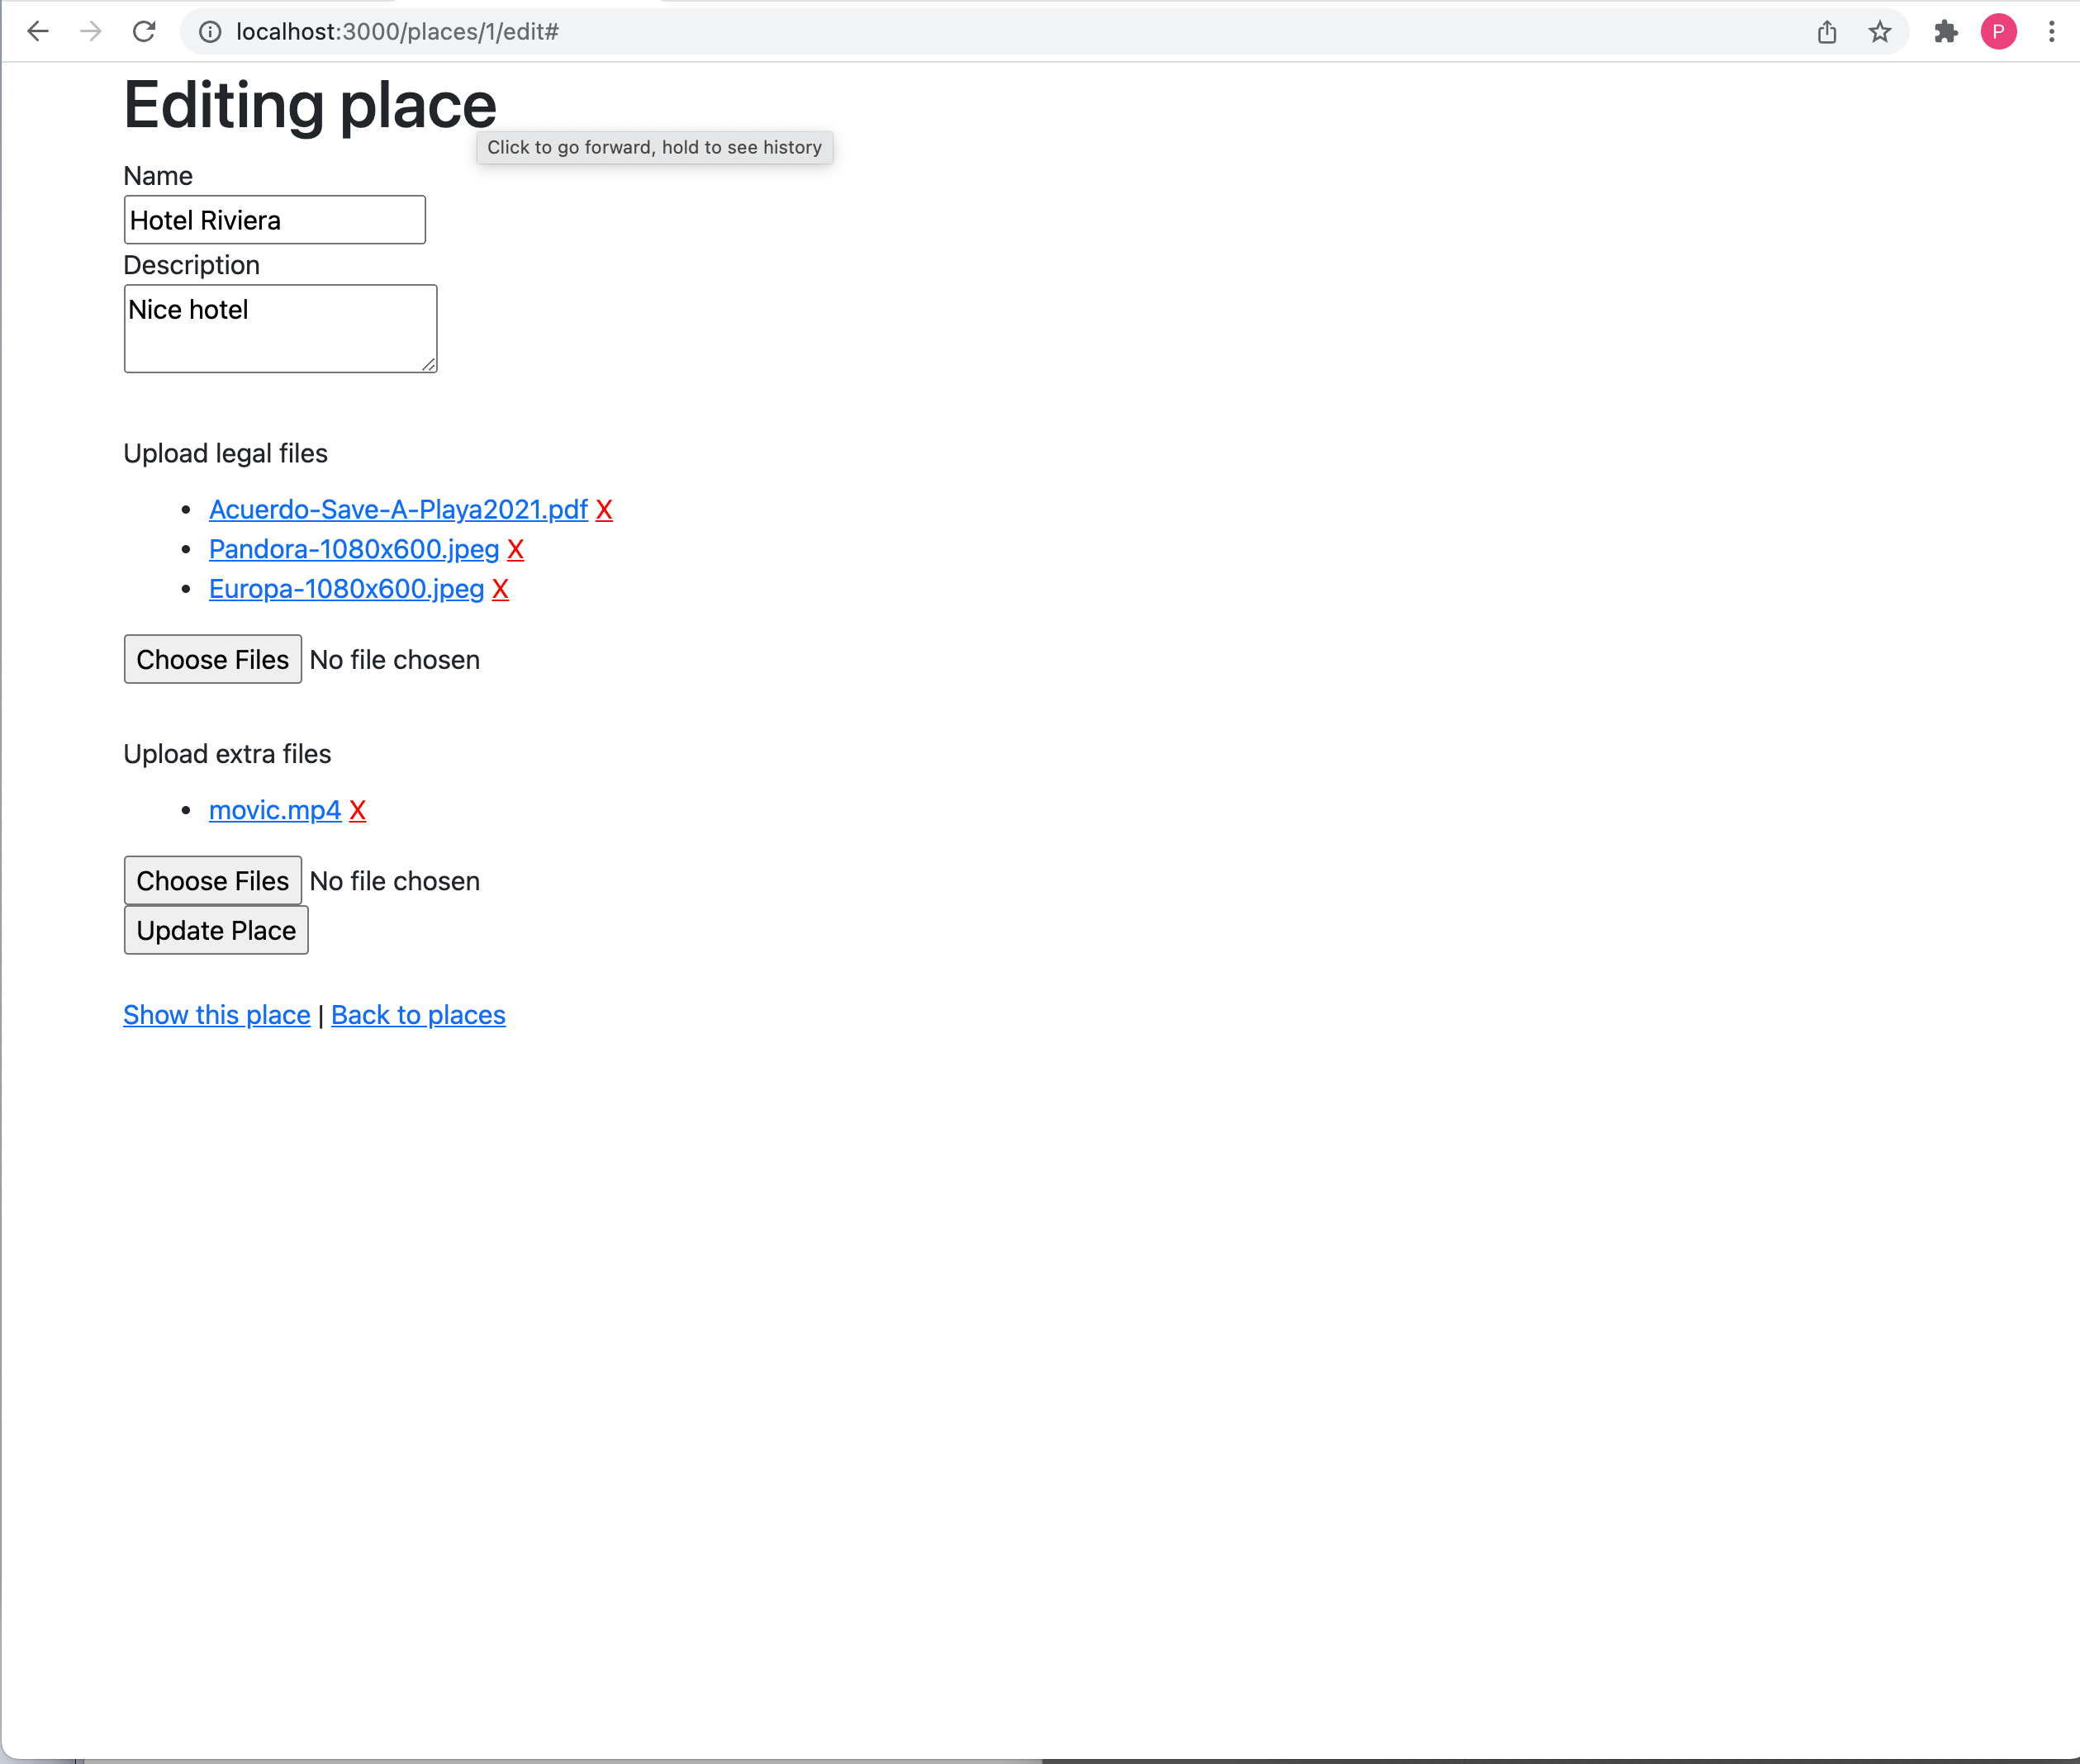 localhost:3000/places/1/edit#
P
Editing place
Click to go forward, hold to see history
Name
Hotel Riviera
Description
Nice hotel
Upload legal files
Acuerdo-Save-A-Playa2021.pdf X
Pandora-1080x600.jpeg X
Europa-1080x600.jpeg X
Choose Files No file chosen
Upload extra files
movic.mp4 X
Choose Files No file chosen
Update Place
Show this place | Back to places